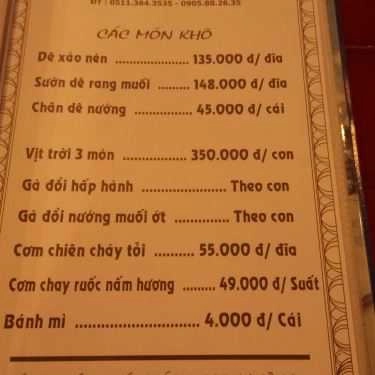 ĐT : 0511.384.3535 - 0905.88.26.35
CÁC MÓN KHÔ
Dê xào nén .................. 135.000 đ/ đĩa
Sườn dê rang muối ......... 148.000 đ/ đĩa
Chân dê nướng .............. 45.000 đ/ cái
Vịt trời 3 món ................ 350.000 đ/ con
Gà đồi hấp hành ................... Theo con
Gà đồi nướng muối ớt ........... Theo con
Cơm chiên cháy tỏi .......... 55.000 đ/ đĩa
Cơm chay ruốc nấm hương ........ 49.000 đ/ Suất
Bánh mì ........................ 4.000 đ/ Cái